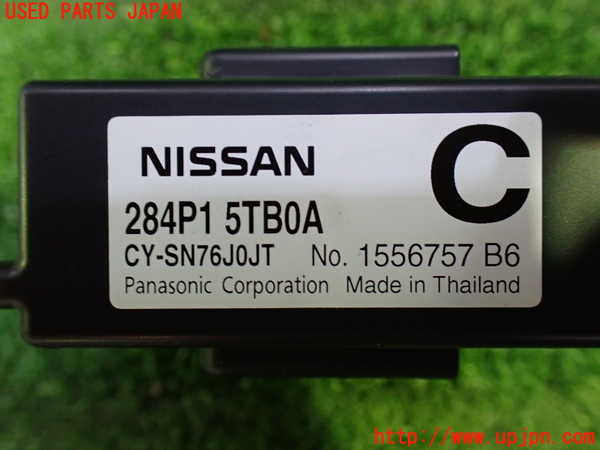 USED PARTS JAPAN
NISSAN
C
284P1 5TB0A
CY-SN76J0JT No. 1556757 B6
Panasonic Corporation Made in Thailand
http://www.upjpn.com/